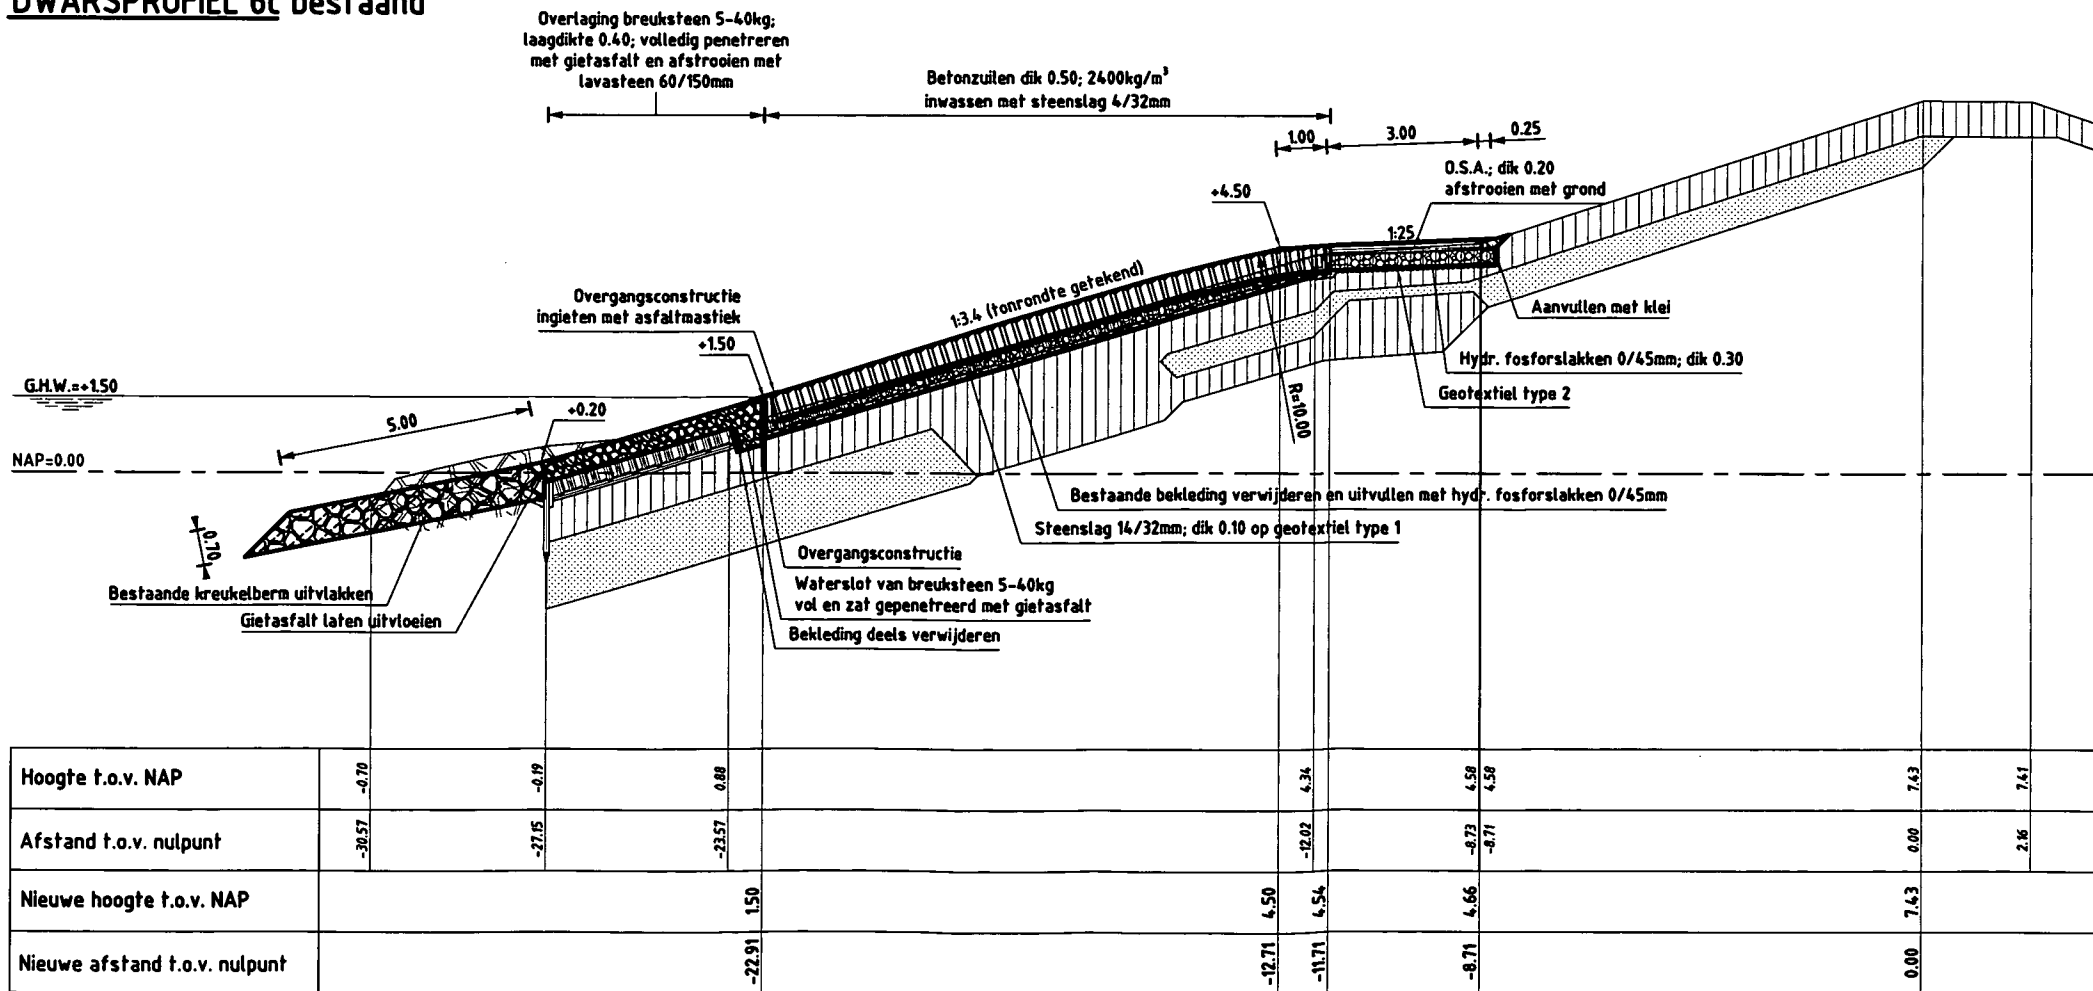 DWARSPROFIEL 6c bestaand
Overlaging breuksteen 5-40kg;
laagdikte 0.40; volledig penetreren
met gietasfalt en afstrooien met
lavasteen 60/150mm
Betonzuilen dik 0.50; 2400kg/m³
inwassen met steenslag 4/32mm
1.00
3.00
0.25
O.S.A.; dik 0.20
afstrooien met grond
+4.50
1:25
1:3.4 (tonrondte getekend)
Overgangsconstructie
ingieten met asfaltmastiek
+1.50
Aanvullen met klei
Hydr. fosforslakken 0/45mm; dik 0.30
Geotextiel type 2
R=10.00
G.H.W.=+1.50
5.00
+0.20
NAP=0.00
0.70
Bestaande bekleding verwijderen en uitvullen met hydr. fosforslakken 0/45mm
Steenslag 14/32mm; dik 0.10 op geotextiel type 1
Overgangsconstructie
Waterslot van breuksteen 5-40kg
vol en zat gepenetreerd met gietasfalt
Bekleding deels verwijderen
Bestaande kreukelberm uitvlakken
Gietasfalt laten uitvloeien
Hoogte t.o.v. NAP -0.70 -0.19 0.88 4.34 4.58 4.58 7.43 7.41
Afstand t.o.v. nulpunt -30.57 -27.15 -23.57 -12.02 -8.73 -8.71 0.00 2.16
Nieuwe hoogte t.o.v. NAP 1.50 4.50 4.54 4.66 7.43
Nieuwe afstand t.o.v. nulpunt -22.91 -12.71 -11.71 -8.71 0.00